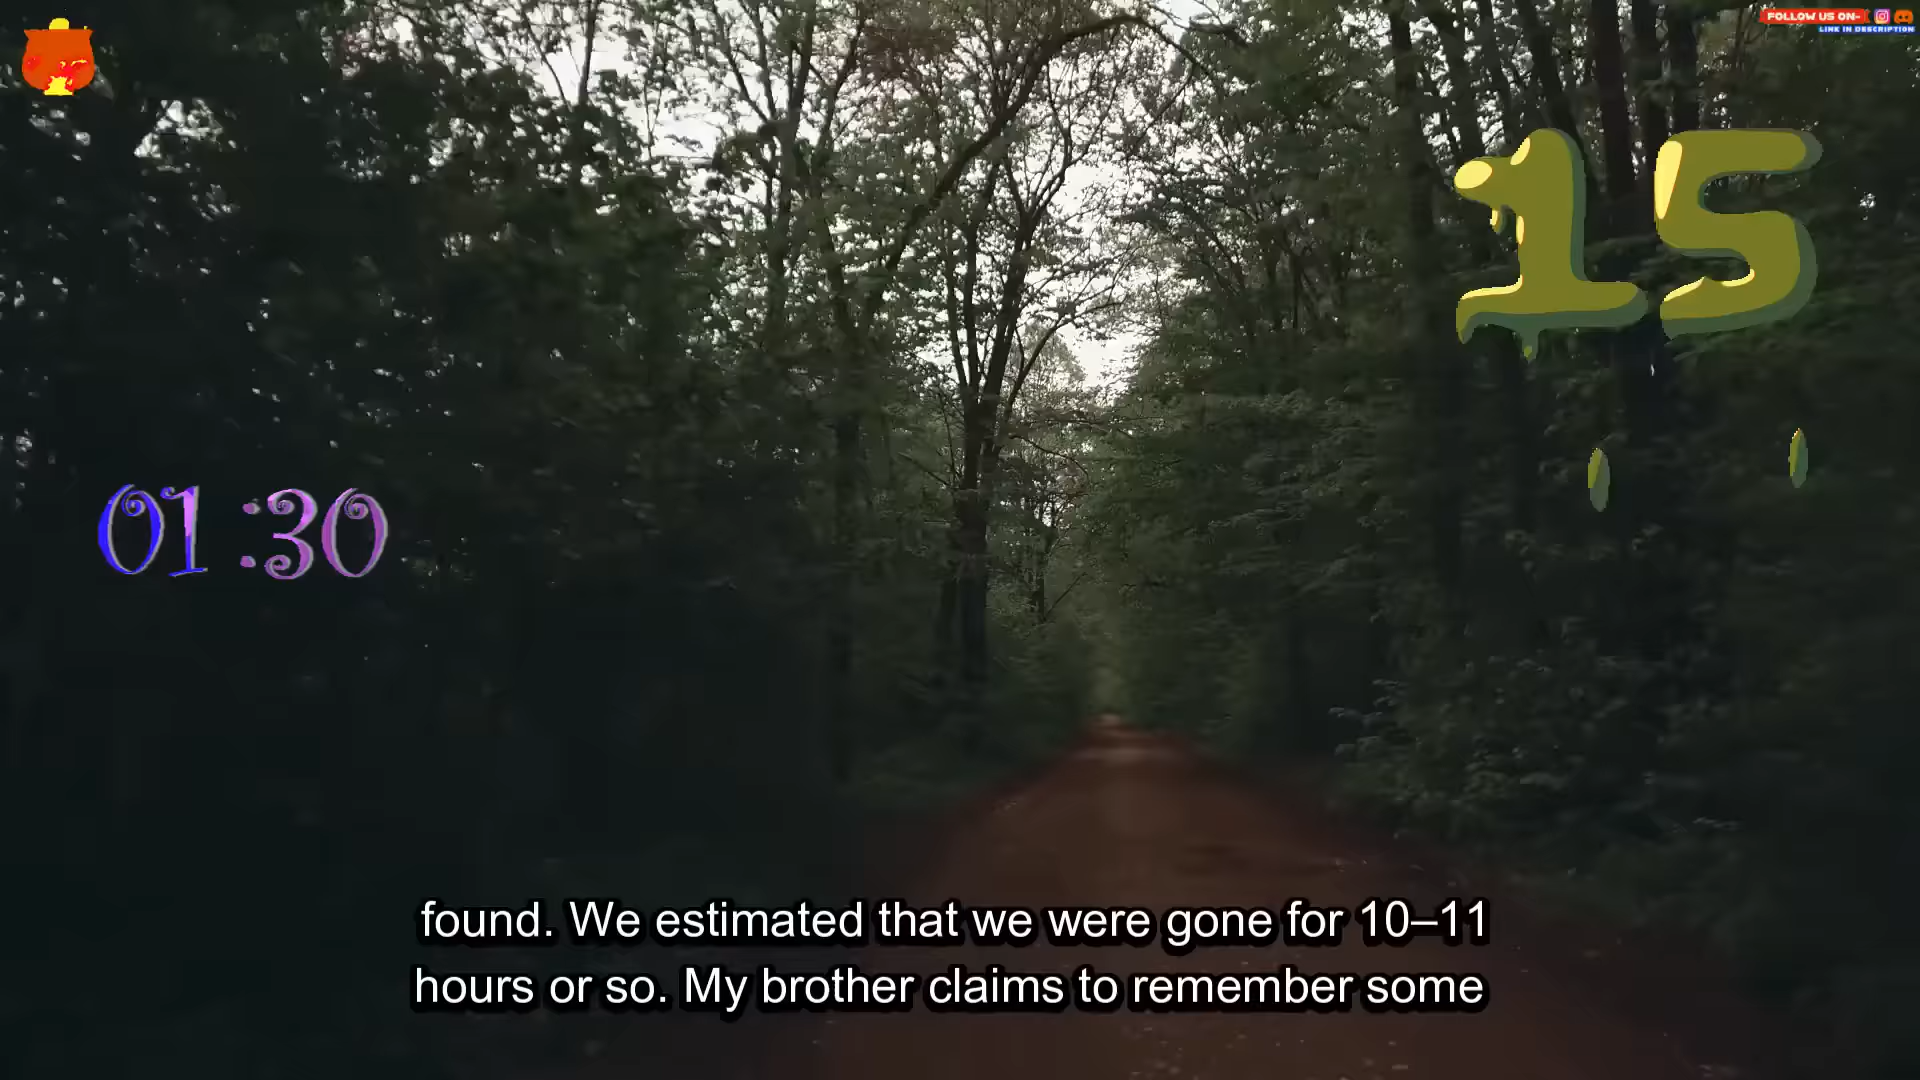 FOLLOW US ON-
LINK IN DESCRIPTION
15
01:30
found. We estimated that we were gone for 10–11
hours or so. My brother claims to remember some